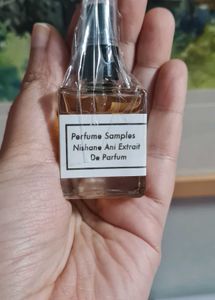 Perfume Samples
Nishane Ani Extrait
De Parfum